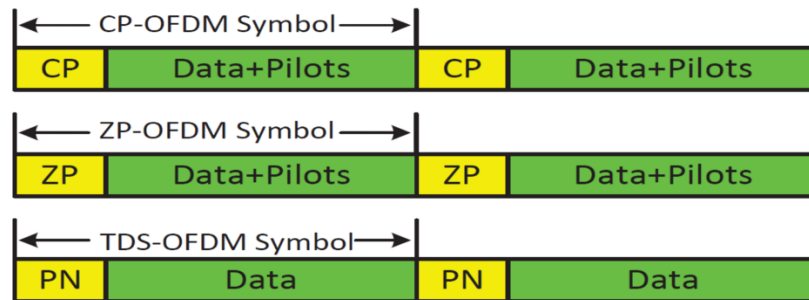 CP-OFDM Symbol
CP Data+Pilots CP Data+Pilots
ZP-OFDM Symbol
ZP Data+Pilots ZP Data+Pilots
TDS-OFDM Symbol
PN Data PN Data